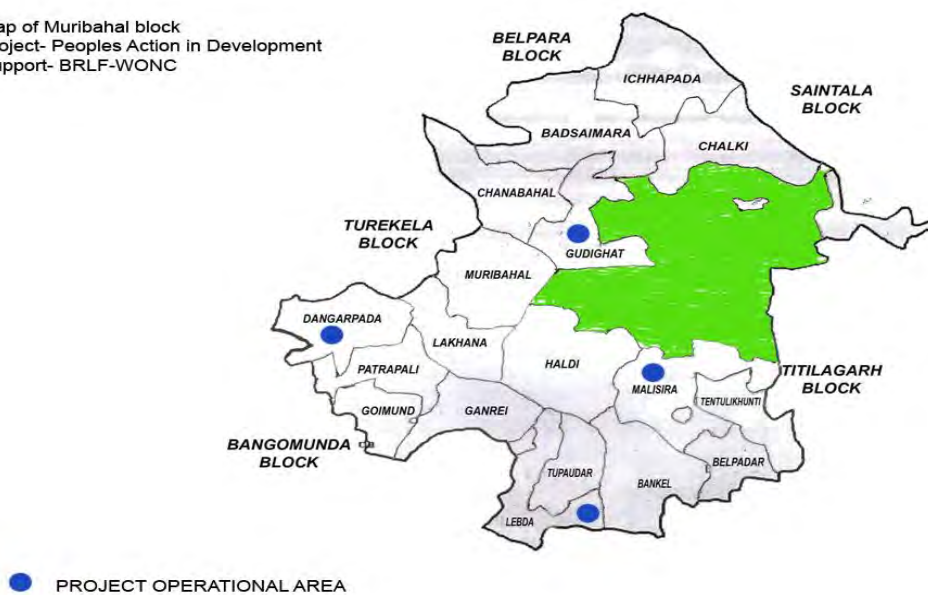 ap of Muribahal block
oject- Peoples Action in Development
upport- BRLF-WONC
BELPARA
BLOCK
ICHHAPADA
SAINTALA
BLOCK
BADSAIMARA
CHALKI
CHANABAHAL
TUREKELA
BLOCK
GUDIGHAT
MURIBAHAL
DANGARPADA
LAKHANA
HALDI
PATRAPALI
TITILAGARH
BLOCK
MALISIRA
TENTULIKHUNTI
GOIMUND
GANREI
BANGOMUNDA
BLOCK
TUPAUDAR
BELPADAR
BANKEL
LEBDA
PROJECT OPERATIONAL AREA